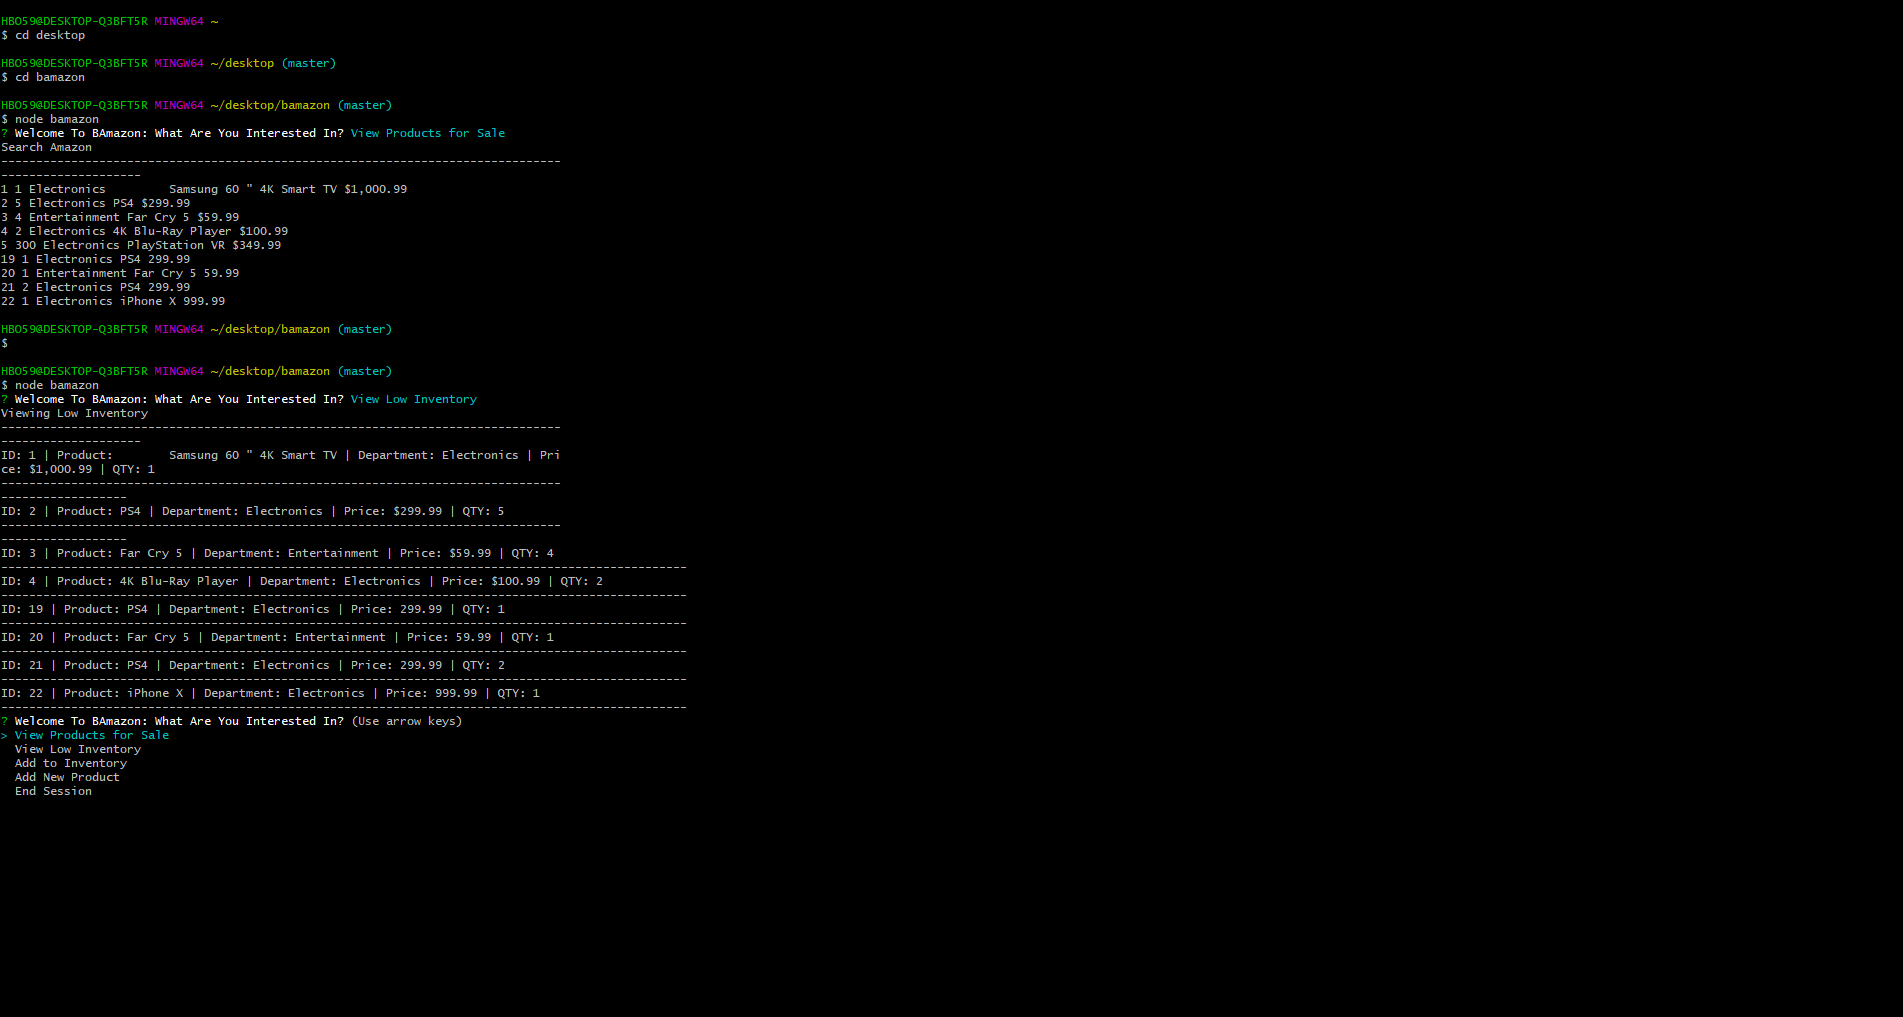 HBO59@DESKTOP-Q3BFT5R MINGW64 ~
$ cd desktop
HBO59@DESKTOP-Q3BFT5R MINGW64 ~/desktop (master)
$ cd bamazon
HBO59@DESKTOP-Q3BFT5R MINGW64 ~/desktop/bamazon (master)
$ node bamazon
? Welcome To BAmazon: What Are You Interested In? View Products for Sale
Search Amazon
--------------------------------------------------------------------------------
--------------------
1 1 Electronics         Samsung 60 " 4K Smart TV $1,000.99
2 5 Electronics PS4 $299.99
3 4 Entertainment Far Cry 5 $59.99
4 2 Electronics 4K Blu-Ray Player $100.99
5 300 Electronics PlayStation VR $349.99
19 1 Electronics PS4 299.99
20 1 Entertainment Far Cry 5 59.99
21 2 Electronics PS4 299.99
22 1 Electronics iPhone X 999.99
HBO59@DESKTOP-Q3BFT5R MINGW64 ~/desktop/bamazon (master)
$
HBO59@DESKTOP-Q3BFT5R MINGW64 ~/desktop/bamazon (master)
$ node bamazon
? Welcome To BAmazon: What Are You Interested In? View Low Inventory
Viewing Low Inventory
--------------------------------------------------------------------------------
--------------------
ID: 1 | Product:        Samsung 60 " 4K Smart TV | Department: Electronics | Pri
ce: $1,000.99 | QTY: 1
--------------------------------------------------------------------------------
------------------
ID: 2 | Product: PS4 | Department: Electronics | Price: $299.99 | QTY: 5
--------------------------------------------------------------------------------
------------------
ID: 3 | Product: Far Cry 5 | Department: Entertainment | Price: $59.99 | QTY: 4
--------------------------------------------------------------------------------------------------
ID: 4 | Product: 4K Blu-Ray Player | Department: Electronics | Price: $100.99 | QTY: 2
--------------------------------------------------------------------------------------------------
ID: 19 | Product: PS4 | Department: Electronics | Price: 299.99 | QTY: 1
--------------------------------------------------------------------------------------------------
ID: 20 | Product: Far Cry 5 | Department: Entertainment | Price: 59.99 | QTY: 1
--------------------------------------------------------------------------------------------------
ID: 21 | Product: PS4 | Department: Electronics | Price: 299.99 | QTY: 2
--------------------------------------------------------------------------------------------------
ID: 22 | Product: iPhone X | Department: Electronics | Price: 999.99 | QTY: 1
--------------------------------------------------------------------------------------------------
? Welcome To BAmazon: What Are You Interested In? (Use arrow keys)
> View Products for Sale
View Low Inventory
Add to Inventory
Add New Product
End Session